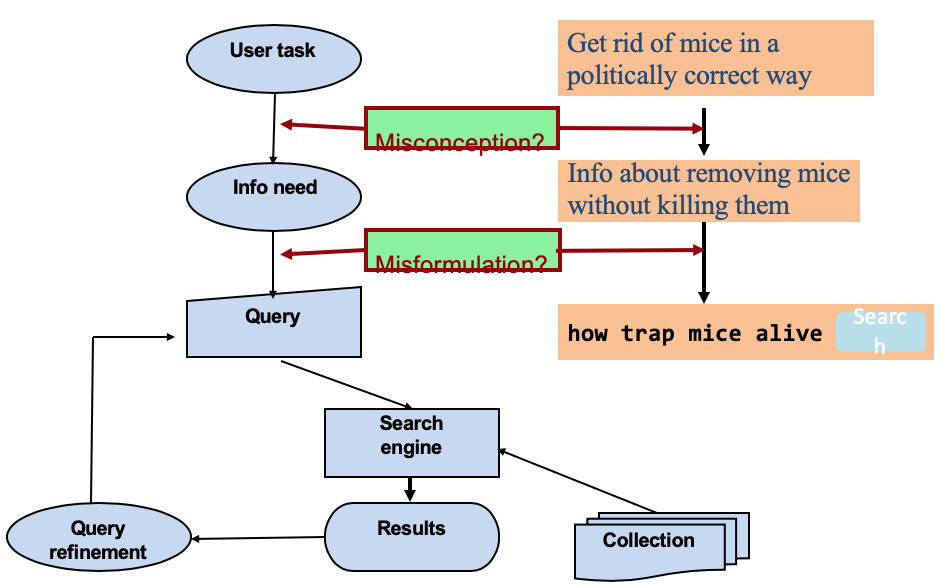 User task
Get rid of mice in a
politically correct way
Misconception?
Info need
Info about removing mice
without killing them
Misformulation?
Query
how trap mice alive
Searc
h
Search
engine
Results
Collection
Query
refinement